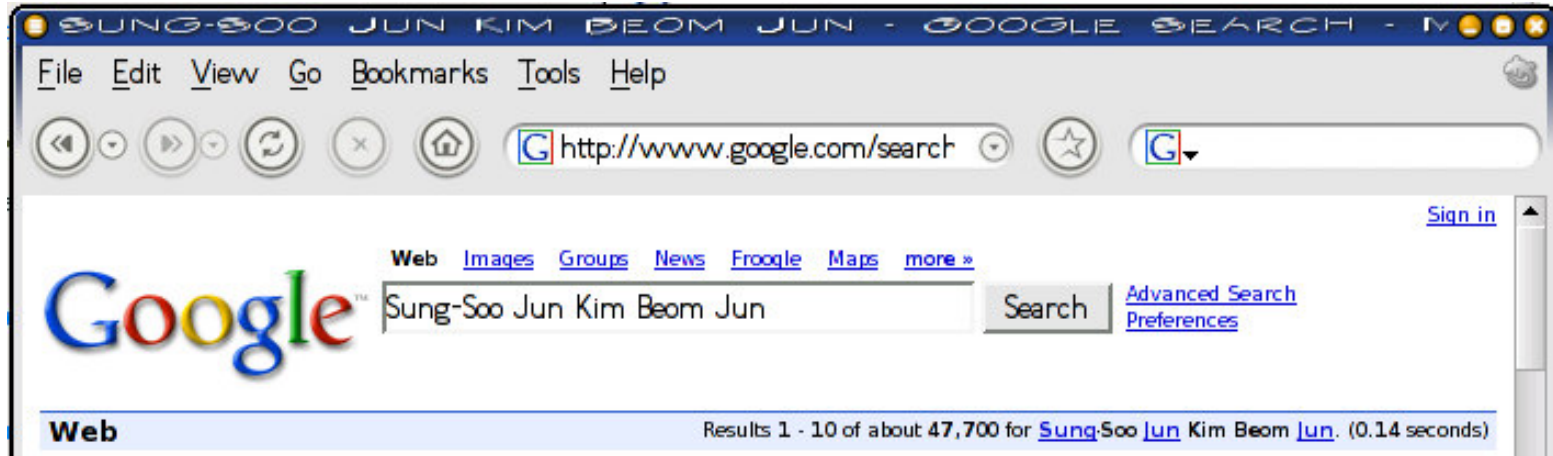 SUNG-SOO JUN KIM BEOM JUN - GOOGLE SEARCH - M
File Edit View Go Bookmarks Tools Help
G http://www.google.com/search G
Sign in
Web Images Groups News Froogle Maps more »
Google™ Sung-Soo Jun Kim Beom Jun Search Advanced Search
Preferences
Web Results 1 - 10 of about 47,700 for Sung-Soo Jun Kim Beom Jun. (0.14 seconds)